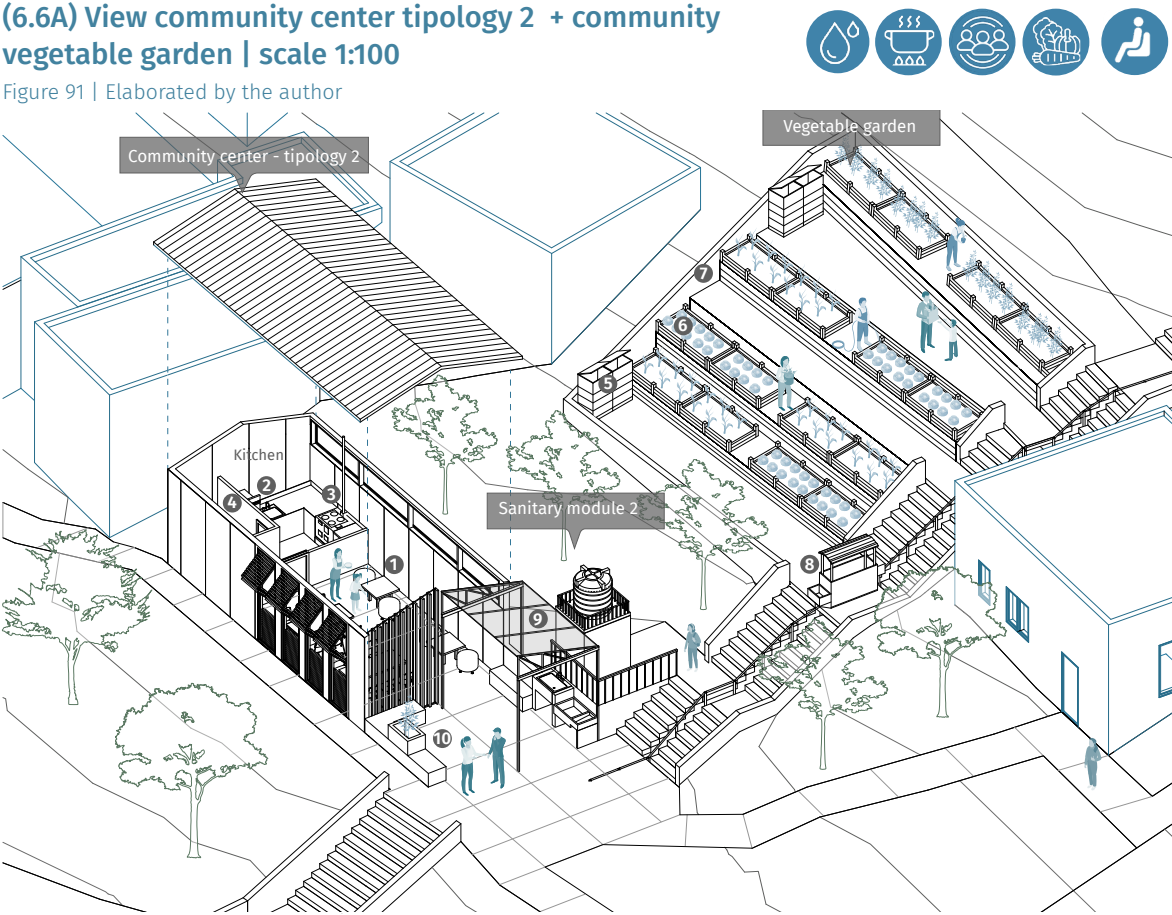 (6.6A) View community center tipology 2 + community
vegetable garden | scale 1:100
Figure 91 | Elaborated by the author
Vegetable garden
Community center - tipology 2
7
6
5
Kitchen
2
3
4
Sanitary module 2
1
8
9
10